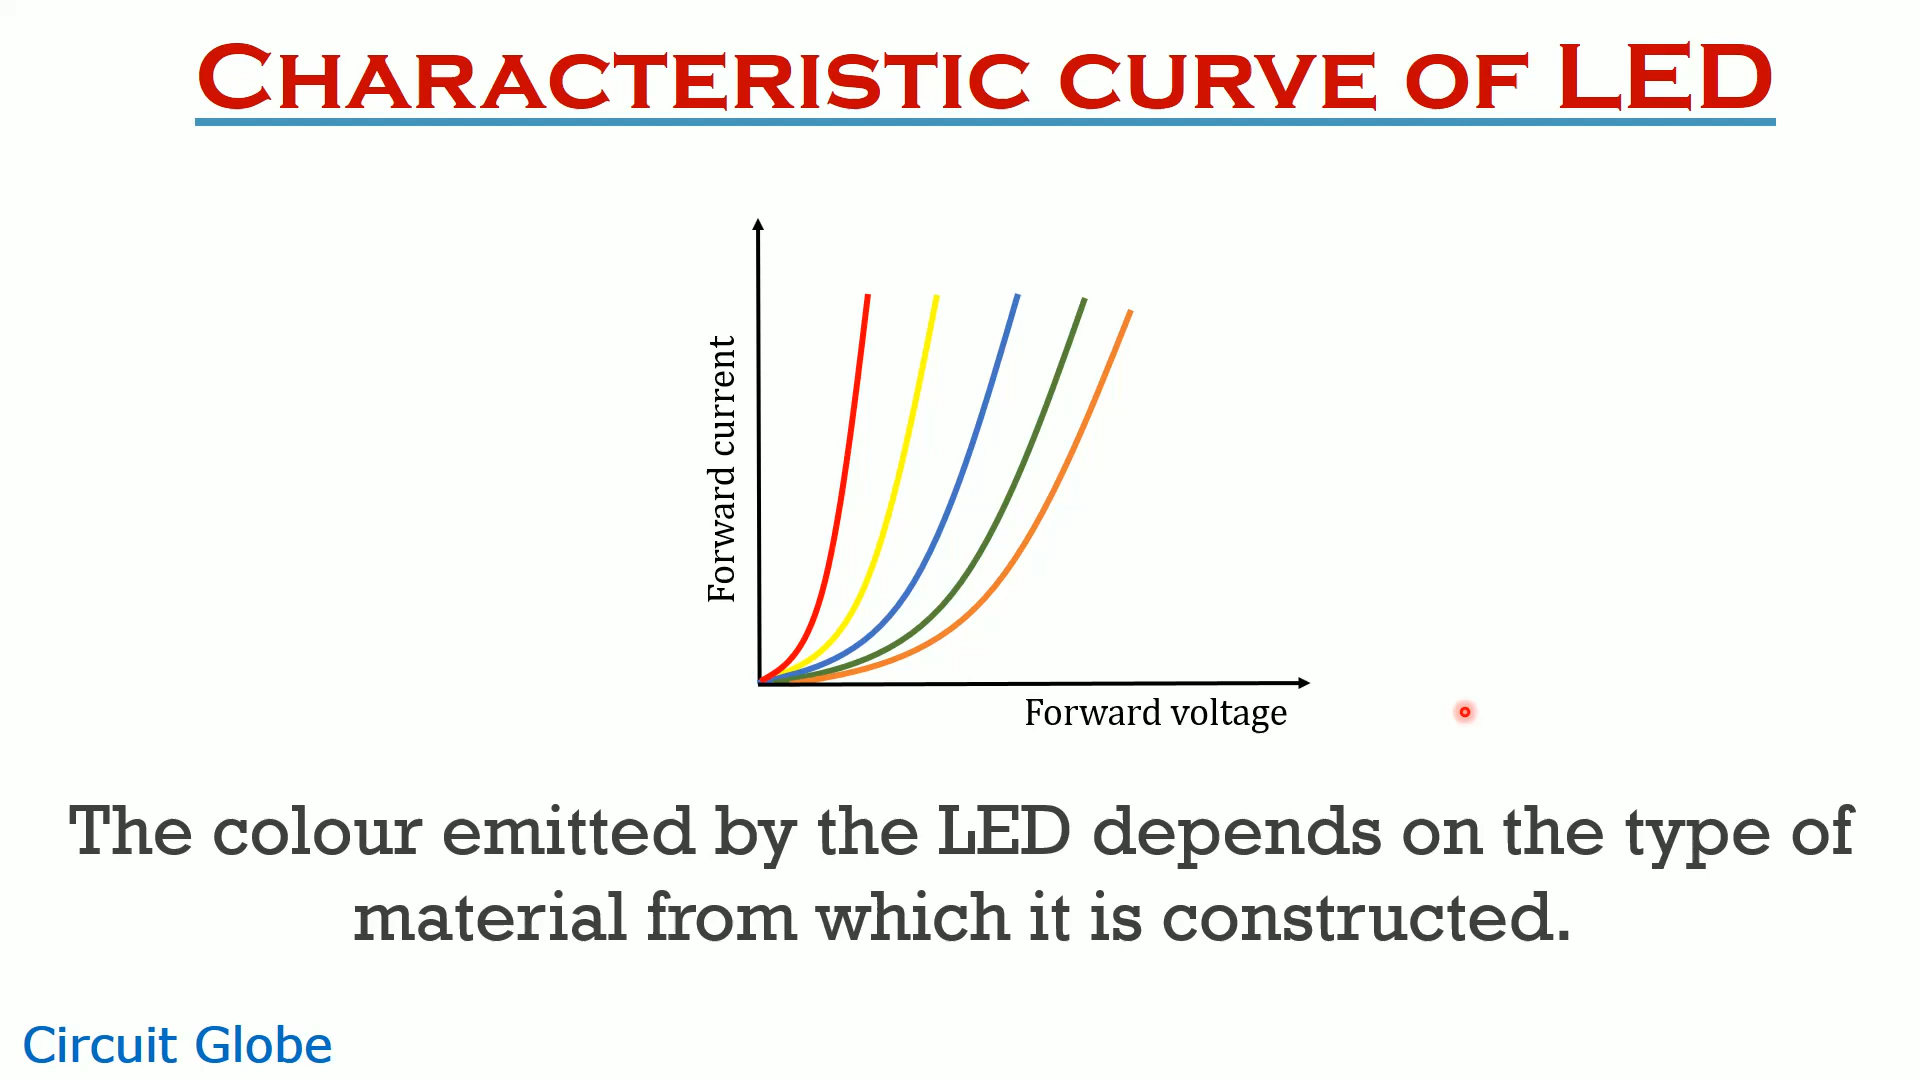 CHARACTERISTIC CURVE OF LED
Forward current
Forward voltage
The colour emitted by the LED depends on the type of
material from which it is constructed.
Circuit Globe